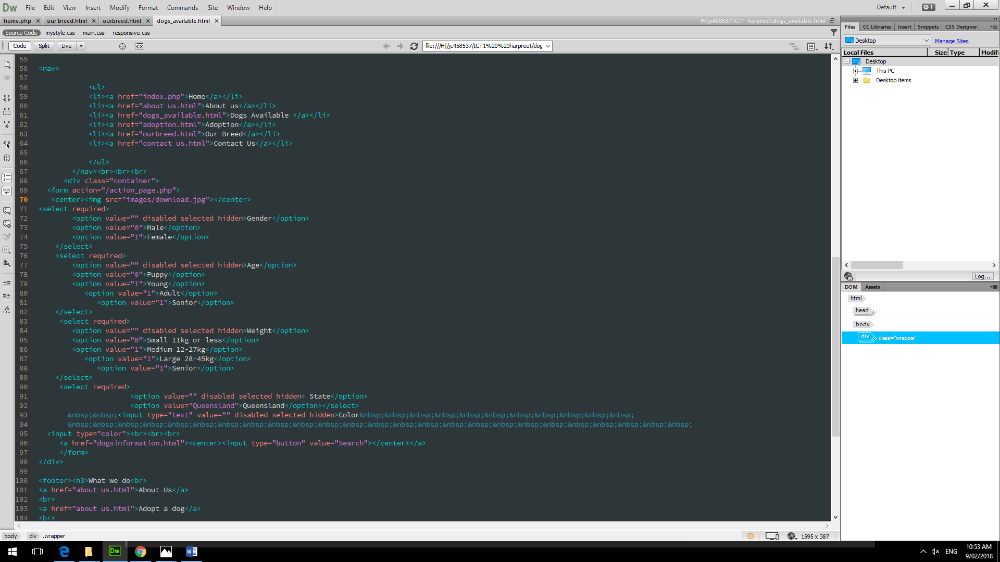 Dw File Edit View Insert Modify Format Commands Site Window Help Default
home.php × our breed.html × ourbreed.html × dogs_available.html × H:\jc458537\ICT1 harpreet\dogs_available.html
Source Code mystyle.css main.css responsive.css
Code Split Live file:///H|/jc458537/ICT1%20%20harpreet/dog
55
56 <nav>
57
58 <ul>
59 <li><a href="index.php">Home</a></li>
60 <li><a href="about us.html">About us</a></li>
61 <li><a href="dogs_available.html">Dogs Available </a></li>
62 <li><a href="adoption.html">Adoption</a></li>
63 <li><a href="ourbreed.html">Our Breed</a></li>
64 <li><a href="contact us.html">Contact Us</a></li>
65
66 </ul>
67 </nav><br><br><br>
68 <div class="container">
69 <form action="/action_page.php">
70 <center><img src="images/download.jpg"></center>
71 <select required>
72 <option value="" disabled selected hidden>Gender</option>
73 <option value="0">Male</option>
74 <option value="1">Female</option>
75 </select>
76 <select required>
77 <option value="" disabled selected hidden>Age</option>
78 <option value="0">Puppy</option>
79 <option value="1">Young</option>
80 <option value="1">Adult</option>
81 <option value="1">Senior</option>
82 </select>
83 <select required>
84 <option value="" disabled selected hidden>Weight</option>
85 <option value="0">Small 11kg or less</option>
86 <option value="1">Medium 12-27kg</option>
87 <option value="1">Large 28-45kg</option>
88 <option value="1">Senior</option>
89 </select>
90 <select required>
91 <option value="" disabled selected hidden> State</option>
92 <option value="Queensland">Queensland</option></select>
93 &nbsp;&nbsp;<input type="text" value="" disabled selected hidden>Color&nbsp;&nbsp;&nbsp;&nbsp;&nbsp;&nbsp;&nbsp;&nbsp;&nbsp;&nbsp;&nbsp;
94 &nbsp;&nbsp;&nbsp;&nbsp;&nbsp;&nbsp;&nbsp;&nbsp;&nbsp;&nbsp;&nbsp;&nbsp;&nbsp;&nbsp;&nbsp;&nbsp;&nbsp;&nbsp;&nbsp;&nbsp;&nbsp;&nbsp;&nbsp;&nbsp;&nbsp;
95 <input type="color"><br><br><br>
96 <a href="dogsinformation.html"><center><input type="button" value="Search"></center></a>
97 </form>
98 </div>
99
100 <footer><h3>What we do<br>
101 <a href="about us.html">About Us</a>
102 <br>
103 <a href="about us.html">Adopt a dog</a>
104 <br>
body div .wrapper 1595 x 387
Files CC Libraries Insert Snippets CSS Designer
Desktop Manage Sites
Local Files Size Type Modifi
Desktop
This PC
Desktop items
Log...
DOM Assets
html
head
body
div class="wrapper"
Dw ENG 10:53 AM
9/02/2018